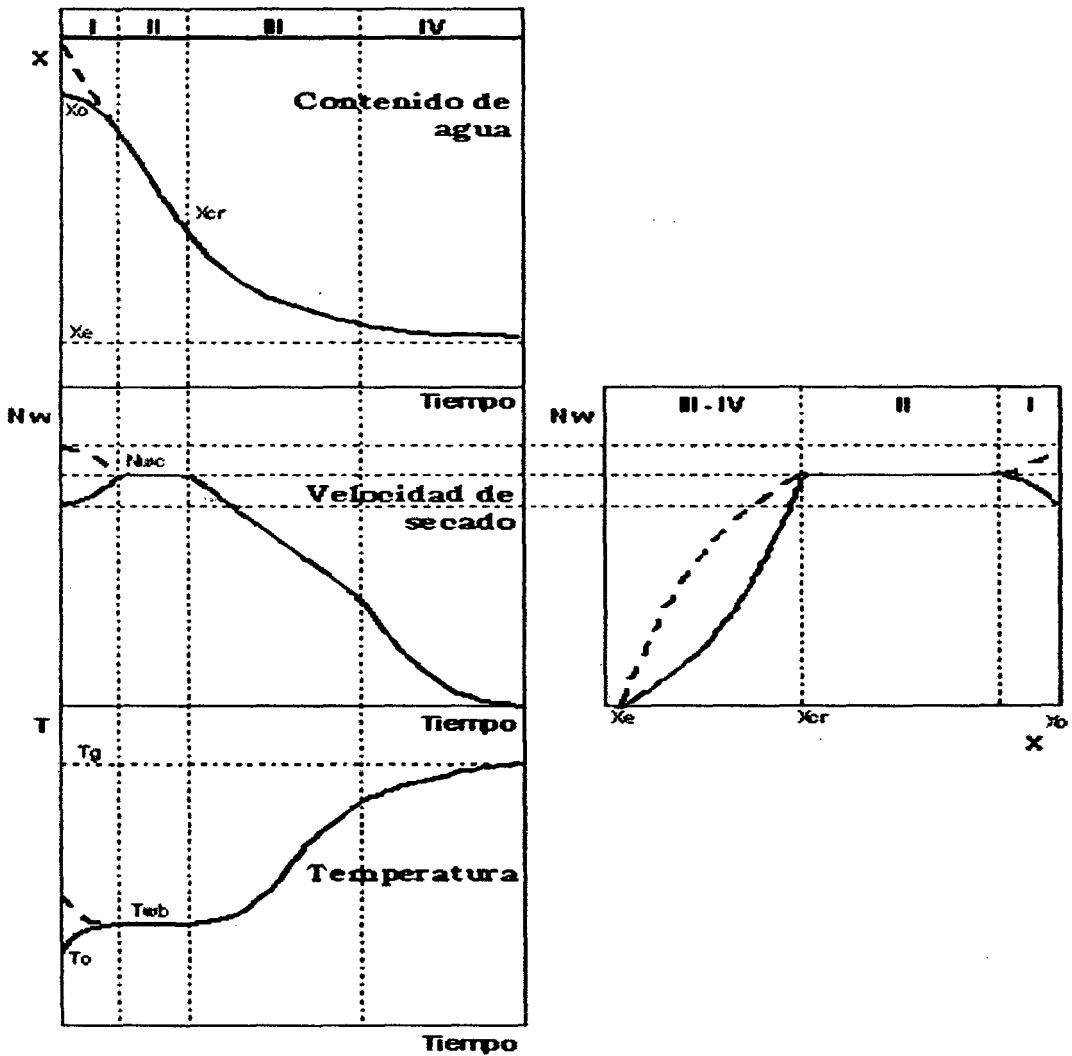 I II III IV
X
Contenido de
agua
Xo
Xcr
Xe
Tiempo
Nw
Nwc
Velocidad de
secado
Tiempo
T
Tg
Temperatura
Twb
To
Tiempo
Nw
III - IV II I
Xe Xcr Xo
X